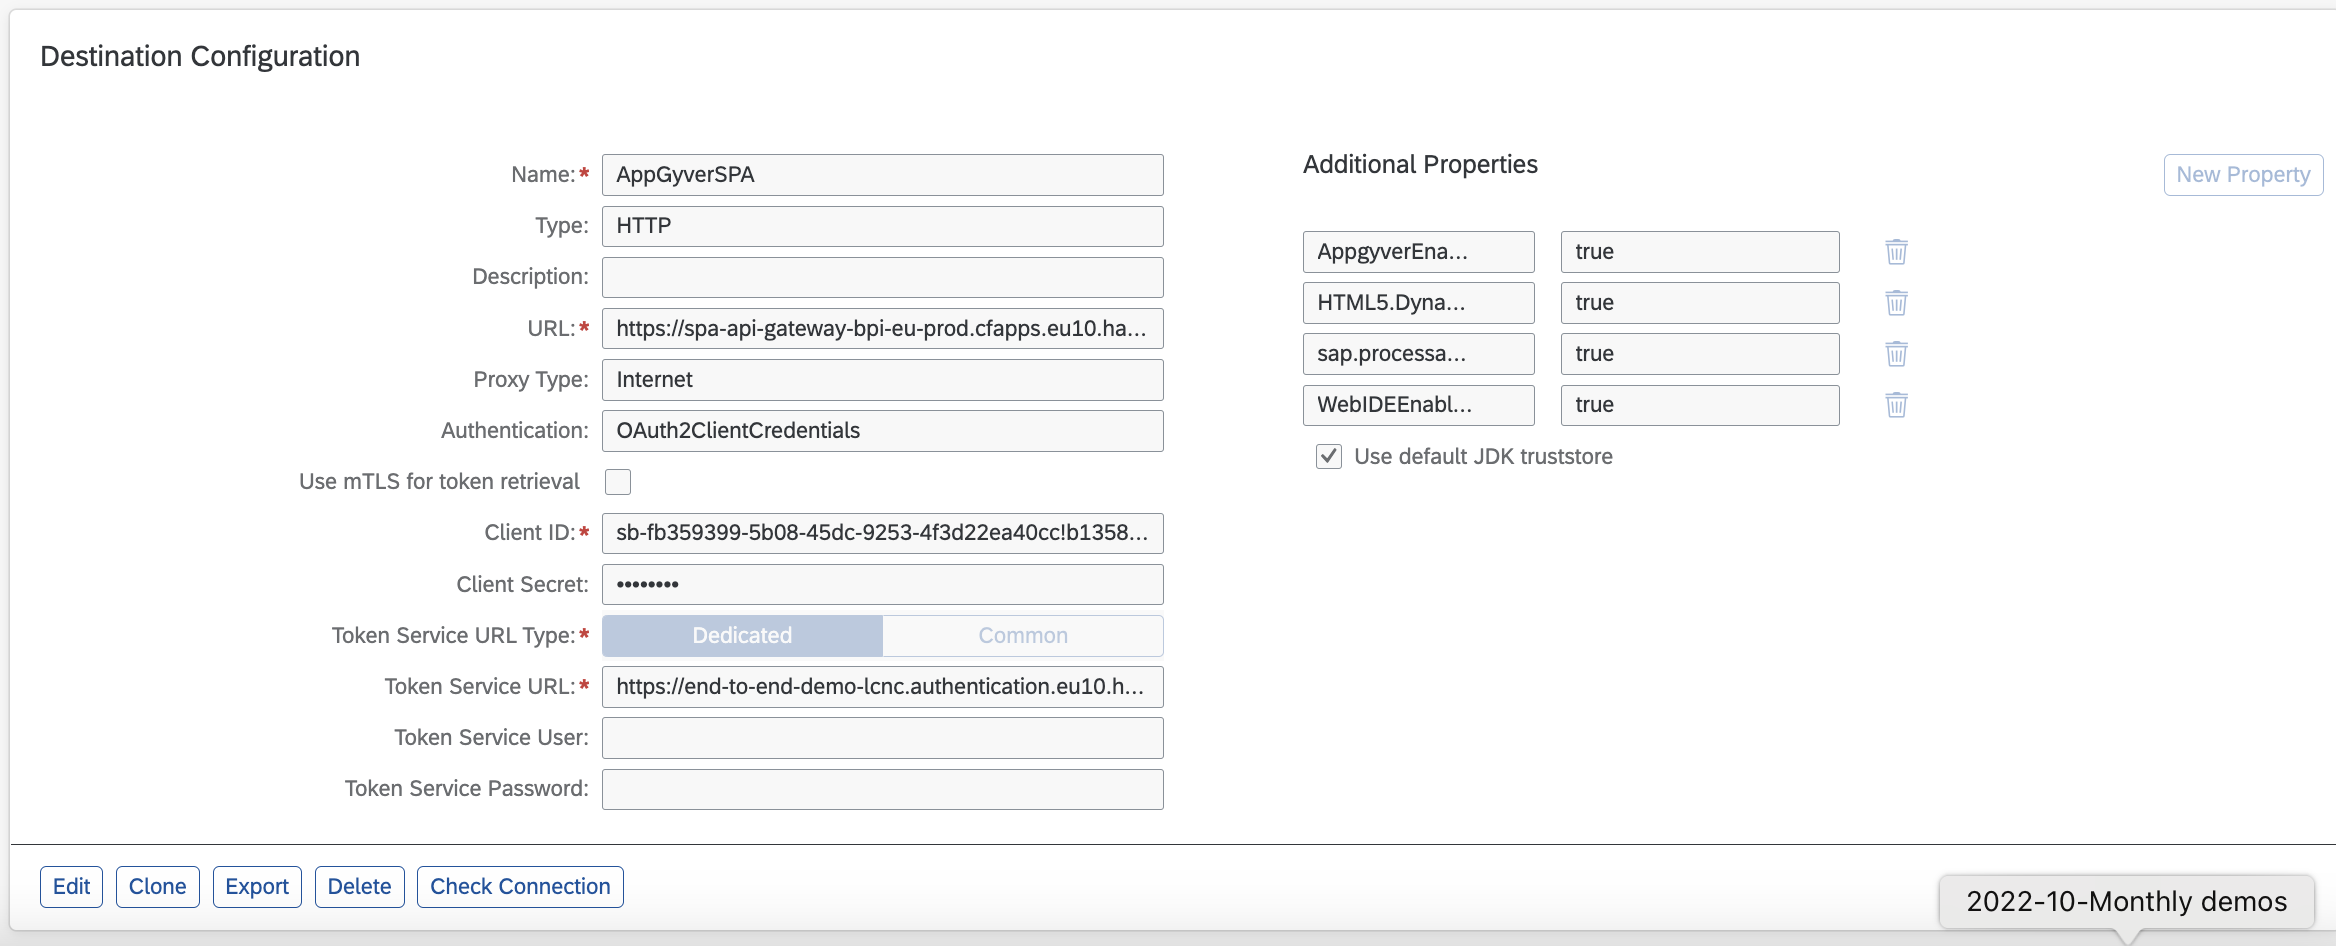 Destination Configuration
Name:* AppGyverSPA
Type: HTTP
Description:
URL:* https://spa-api-gateway-bpi-eu-prod.cfapps.eu10.ha...
Proxy Type: Internet
Authentication: OAuth2ClientCredentials
Use mTLS for token retrieval
Client ID:* sb-fb359399-5b08-45dc-9253-4f3d22ea40cc!b1358...
Client Secret: ••••••••
Token Service URL Type:* Dedicated Common
Token Service URL:* https://end-to-end-demo-lcnc.authentication.eu10.h...
Token Service User:
Token Service Password:
Additional Properties New Property
AppgyverEna... true
HTML5.Dyna... true
sap.processa... true
WebIDEEnabl... true
Use default JDK truststore
Edit Clone Export Delete Check Connection
2022-10-Monthly demos